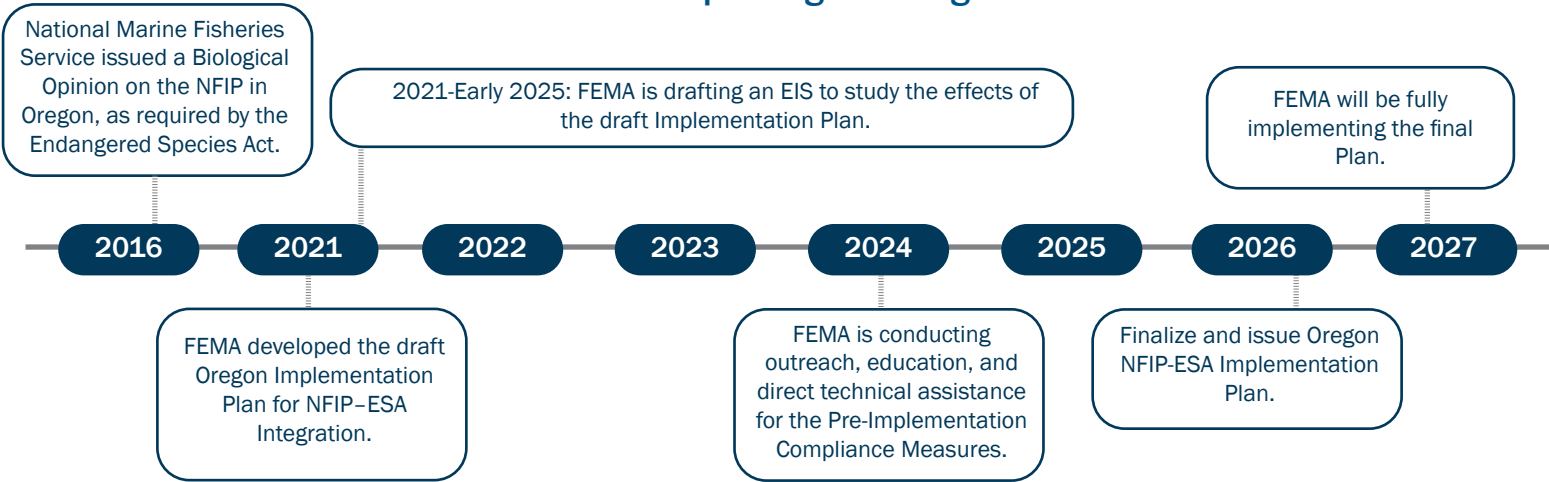 National Marine Fisheries
Service issued a Biological
Opinion on the NFIP in
Oregon, as required by the
Endangered Species Act.
2021-Early 2025: FEMA is drafting an EIS to study the effects of
the draft Implementation Plan.
FEMA will be fully
implementing the final
Plan.
2016
2021
2022
2023
2024
2025
2026
2027
FEMA developed the draft
Oregon Implementation
Plan for NFIP–ESA
Integration.
FEMA is conducting
outreach, education, and
direct technical assistance
for the Pre-Implementation
Compliance Measures.
Finalize and issue Oregon
NFIP-ESA Implementation
Plan.